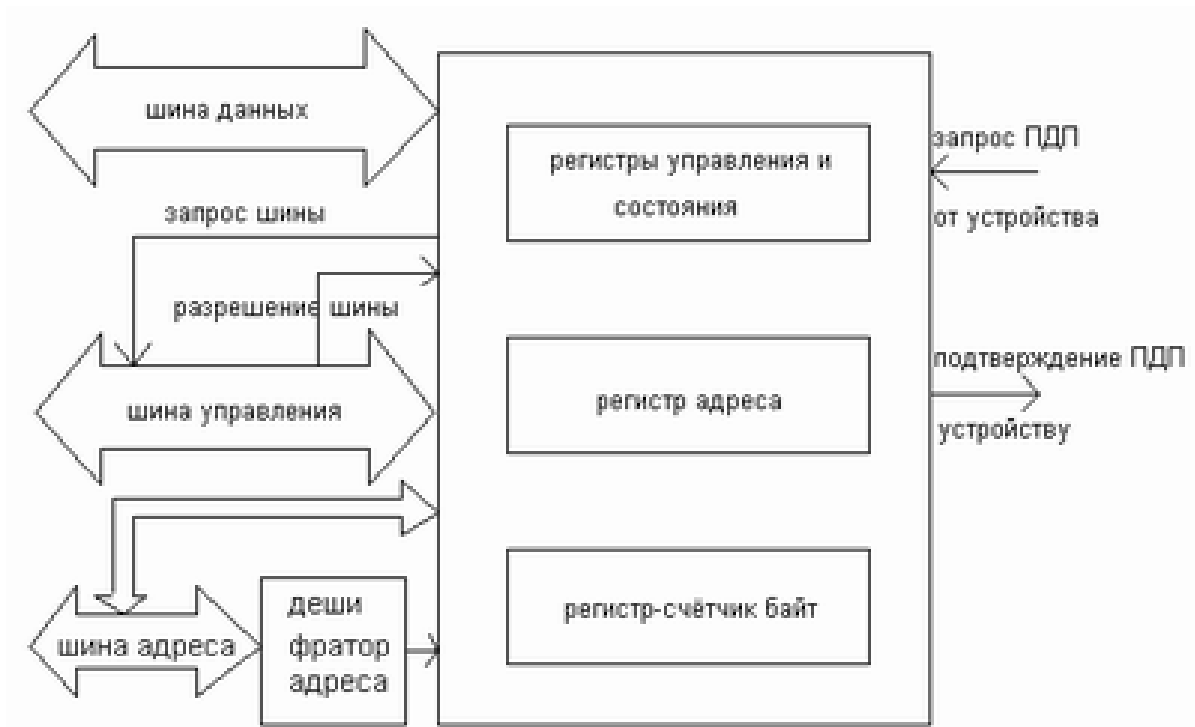 шина данных
запрос шины
разрешение шины
шина управления
шина адреса
деши
фратор
адреса
регистры управления и
состояния
регистр адреса
регистр-счётчик байт
запрос ПДП
от устройства
подтверждение ПДП
устройству